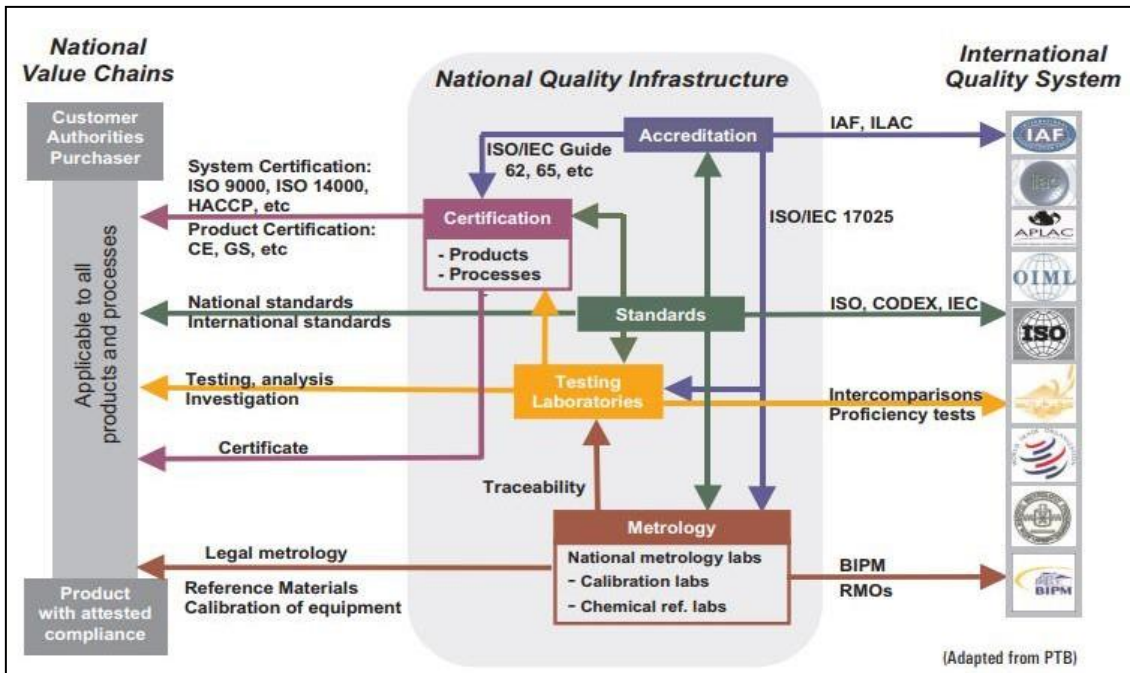 National
Value Chains
National Quality Infrastructure
International
Quality System
Customer
Authorities
Purchaser
Applicable to all
products and processes
Product
with attested
compliance
System Certification:
ISO 9000, ISO 14000,
HACCP, etc
Product Certification:
CE, GS, etc
National standards
International standards
Testing, analysis
Investigation
Certificate
Legal metrology
Reference Materials
Calibration of equipment
Accreditation
ISO/IEC Guide
62, 65, etc
Certification
- Products
- Processes
Standards
Testing
Laboratories
Traceability
Metrology
National metrology labs
- Calibration labs
- Chemical ref. labs
IAF, ILAC
ISO/IEC 17025
ISO, CODEX, IEC
Intercomparisons
Proficiency tests
BIPM
RMOs
IAF
APLAC
OIML
ISO
WORLD TRADE ORGANIZATION
BIPM
(Adapted from PTB)